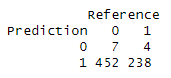 Reference
Prediction 0 1
0 7 4
1 452 238